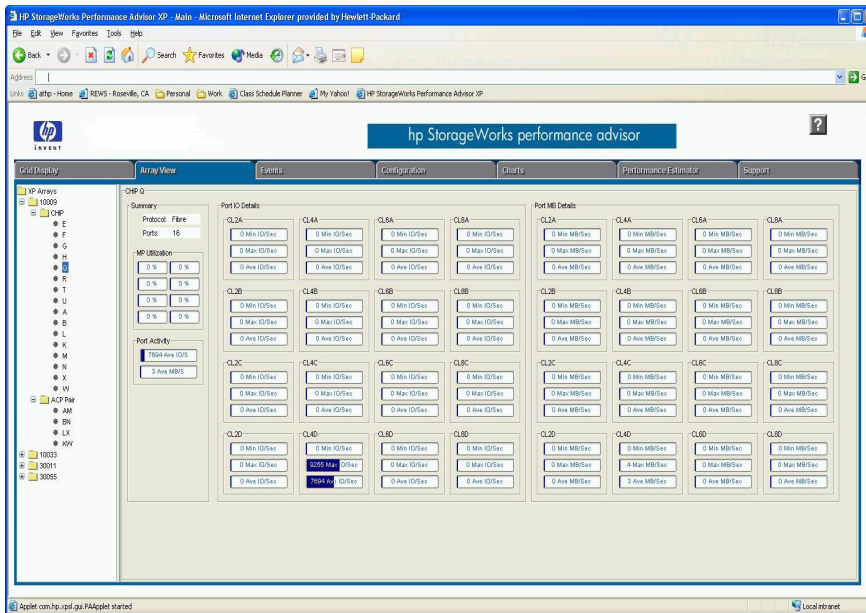 HP StorageWorks Performance Advisor XP - Main - Microsoft Internet Explorer provided by Hewlett-Packard
File Edit View Favorites Tools Help
Back Search Favorites Media
Address
Links athp - Home REWS - Roseville, CA Personal Work Class Schedule Planner My Yahoo! HP StorageWorks Performance Advisor XP
hp
invent
hp StorageWorks performance advisor
?
Grid Display Array View Events Configuration Charts Performance Estimator Support
XP Arrays
10009
CHIP
E
F
G
H
Q
R
T
U
A
B
L
K
M
N
X
W
ACP Pair
AM
BN
LX
KW
10033
30011
30055
CHIP Q
Summary
Protocol: Fibre
Ports: 16
MP Utilization
0 % 0 %
0 % 0 %
0 % 0 %
0 % 0 %
Port Activity
7694 Ave IO/S
3 Ave MB/S
Port IO Details
CL2A CL4A CL6A CL8A
0 Min IO/Sec 0 Min IO/Sec 0 Min IO/Sec 0 Min IO/Sec
0 Max IO/Sec 0 Max IO/Sec 0 Max IO/Sec 0 Max IO/Sec
0 Ave IO/Sec 0 Ave IO/Sec 0 Ave IO/Sec 0 Ave IO/Sec
CL2B CL4B CL6B CL8B
0 Min IO/Sec 0 Min IO/Sec 0 Min IO/Sec 0 Min IO/Sec
0 Max IO/Sec 0 Max IO/Sec 0 Max IO/Sec 0 Max IO/Sec
0 Ave IO/Sec 0 Ave IO/Sec 0 Ave IO/Sec 0 Ave IO/Sec
CL2C CL4C CL6C CL8C
0 Min IO/Sec 0 Min IO/Sec 0 Min IO/Sec 0 Min IO/Sec
0 Max IO/Sec 0 Max IO/Sec 0 Max IO/Sec 0 Max IO/Sec
0 Ave IO/Sec 0 Ave IO/Sec 0 Ave IO/Sec 0 Ave IO/Sec
CL2D CL4D CL6D CL8D
0 Min IO/Sec 0 Min IO/Sec 0 Min IO/Sec 0 Min IO/Sec
0 Max IO/Sec 9255 Max IO/Sec 0 Max IO/Sec 0 Max IO/Sec
0 Ave IO/Sec 7694 Ave IO/Sec 0 Ave IO/Sec 0 Ave IO/Sec
Port MB Details
CL2A CL4A CL6A CL8A
0 Min MB/Sec 0 Min MB/Sec 0 Min MB/Sec 0 Min MB/Sec
0 Max MB/Sec 0 Max MB/Sec 0 Max MB/Sec 0 Max MB/Sec
0 Ave MB/Sec 0 Ave MB/Sec 0 Ave MB/Sec 0 Ave MB/Sec
CL2B CL4B CL6B CL8B
0 Min MB/Sec 0 Min MB/Sec 0 Min MB/Sec 0 Min MB/Sec
0 Max MB/Sec 0 Max MB/Sec 0 Max MB/Sec 0 Max MB/Sec
0 Ave MB/Sec 0 Ave MB/Sec 0 Ave MB/Sec 0 Ave MB/Sec
CL2C CL4C CL6C CL8C
0 Min MB/Sec 0 Min MB/Sec 0 Min MB/Sec 0 Min MB/Sec
0 Max MB/Sec 0 Max MB/Sec 0 Max MB/Sec 0 Max MB/Sec
0 Ave MB/Sec 0 Ave MB/Sec 0 Ave MB/Sec 0 Ave MB/Sec
CL2D CL4D CL6D CL8D
0 Min MB/Sec 0 Min MB/Sec 0 Min MB/Sec 0 Min MB/Sec
0 Max MB/Sec 4 Max MB/Sec 0 Max MB/Sec 0 Max MB/Sec
0 Ave MB/Sec 3 Ave MB/Sec 0 Ave MB/Sec 0 Ave MB/Sec
Applet com.hp.xpsl.gui.PAApplet started
Local intranet